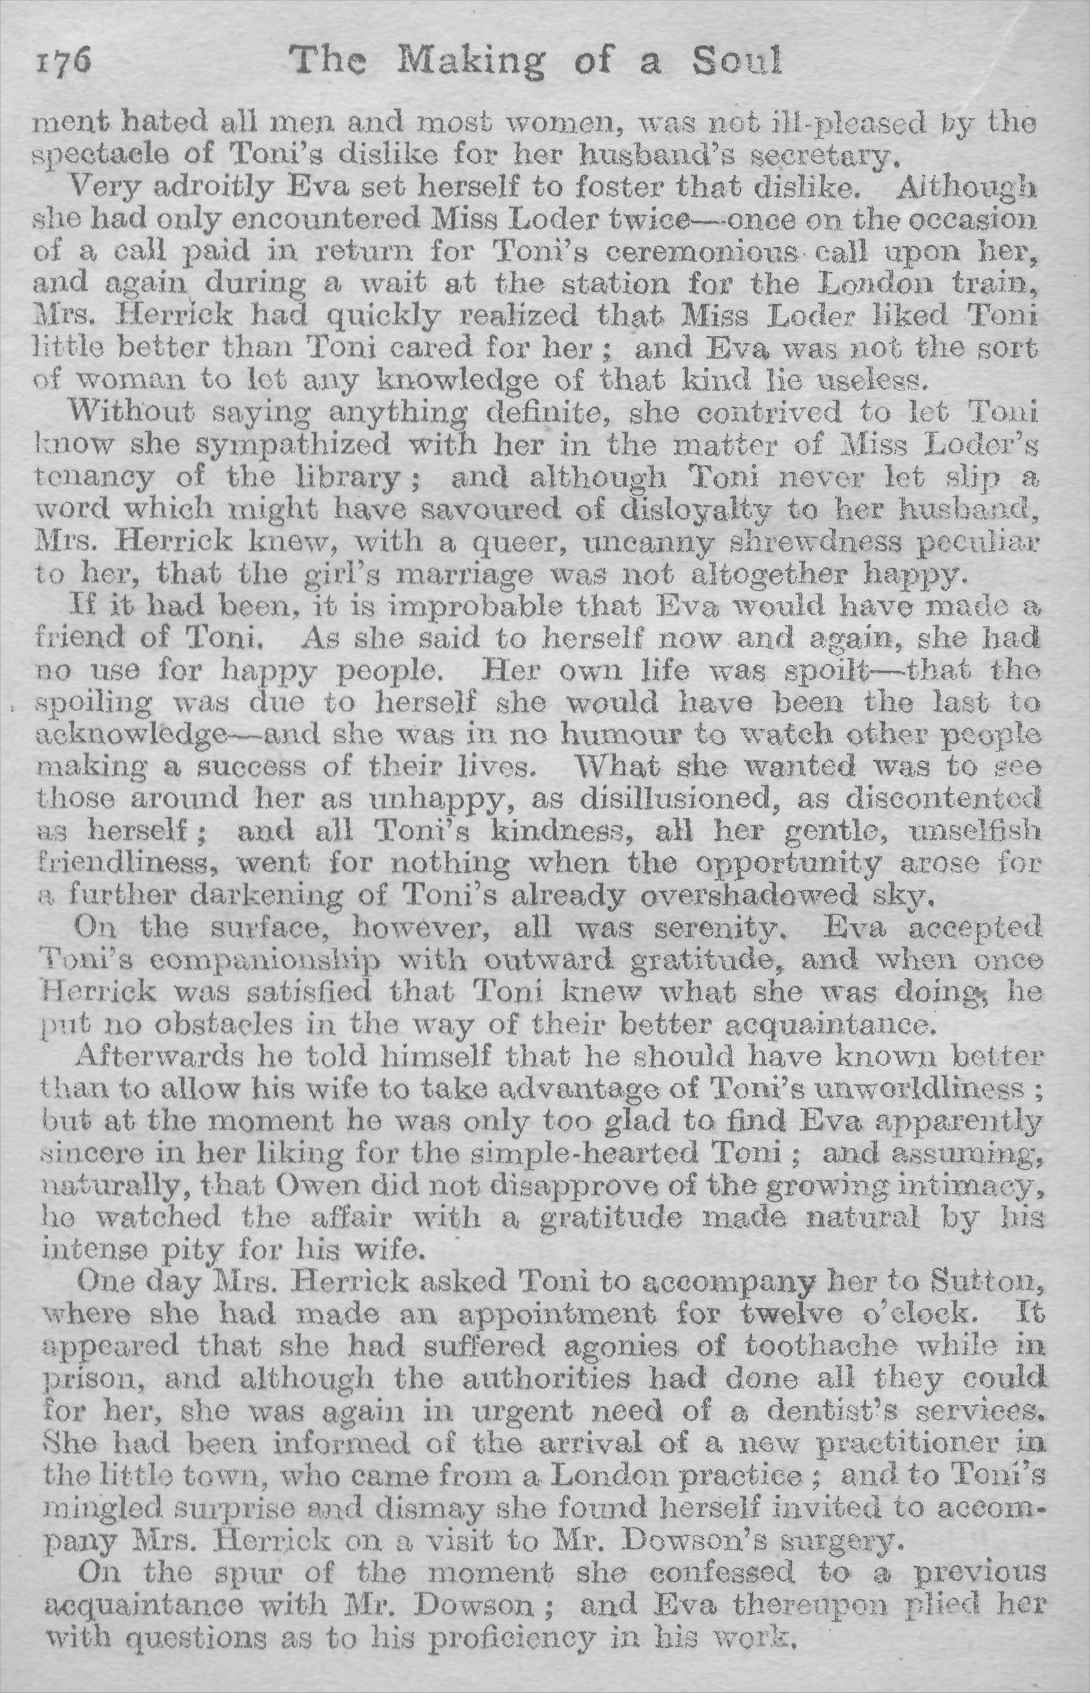 176 The Making of a Soul
ment hated all men and most women, was not ill-pleased by the
spectacle of Toni's dislike for her husband's secretary.
Very adroitly Eva set herself to foster that dislike. Although
she had only encountered Miss Loder twice—once on the occasion
of a call paid in return for Toni's ceremonious call upon her,
and again during a wait at the station for the London train,
Mrs. Herrick had quickly realized that Miss Loder liked Toni
little better than Toni cared for her ; and Eva was not the sort
of woman to let any knowledge of that kind lie useless.
Without saying anything definite, she contrived to let Toni
know she sympathized with her in the matter of Miss Loder's
tenancy of the library ; and although Toni never let slip a
word which might have savoured of disloyalty to her husband,
Mrs. Herrick knew, with a queer, uncanny shrewdness peculiar
to her, that the girl's marriage was not altogether happy.
If it had been, it is improbable that Eva would have made a
friend of Toni. As she said to herself now and again, she had
no use for happy people. Her own life was spoilt—that the
spoiling was due to herself she would have been the last to
acknowledge—and she was in no humour to watch other people
making a success of their lives. What she wanted was to see
those around her as unhappy, as disillusioned, as discontented
as herself ; and all Toni's kindness, all her gentle, unselfish
friendliness, went for nothing when the opportunity arose for
a further darkening of Toni's already overshadowed sky.
On the surface, however, all was serenity. Eva accepted
Toni's companionship with outward gratitude, and when once
Herrick was satisfied that Toni knew what she was doing, he
put no obstacles in the way of their better acquaintance.
Afterwards he told himself that he should have known better
than to allow his wife to take advantage of Toni's unworldliness ;
but at the moment he was only too glad to find Eva apparently
sincere in her liking for the simple-hearted Toni ; and assuming,
naturally, that Owen did not disapprove of the growing intimacy,
he watched the affair with a gratitude made natural by his
intense pity for his wife.
One day Mrs. Herrick asked Toni to accompany her to Sutton,
where she had made an appointment for twelve o'clock. It
appeared that she had suffered agonies of toothache while in
prison, and although the authorities had done all they could
for her, she was again in urgent need of a dentist's services.
She had been informed of the arrival of a new practitioner in
the little town, who came from a London practice ; and to Toni's
mingled surprise and dismay she found herself invited to accom-
pany Mrs. Herrick on a visit to Mr. Dowson's surgery.
On the spur of the moment she confessed to a previous
acquaintance with Mr. Dowson ; and Eva thereupon plied her
with questions as to his proficiency in his work.